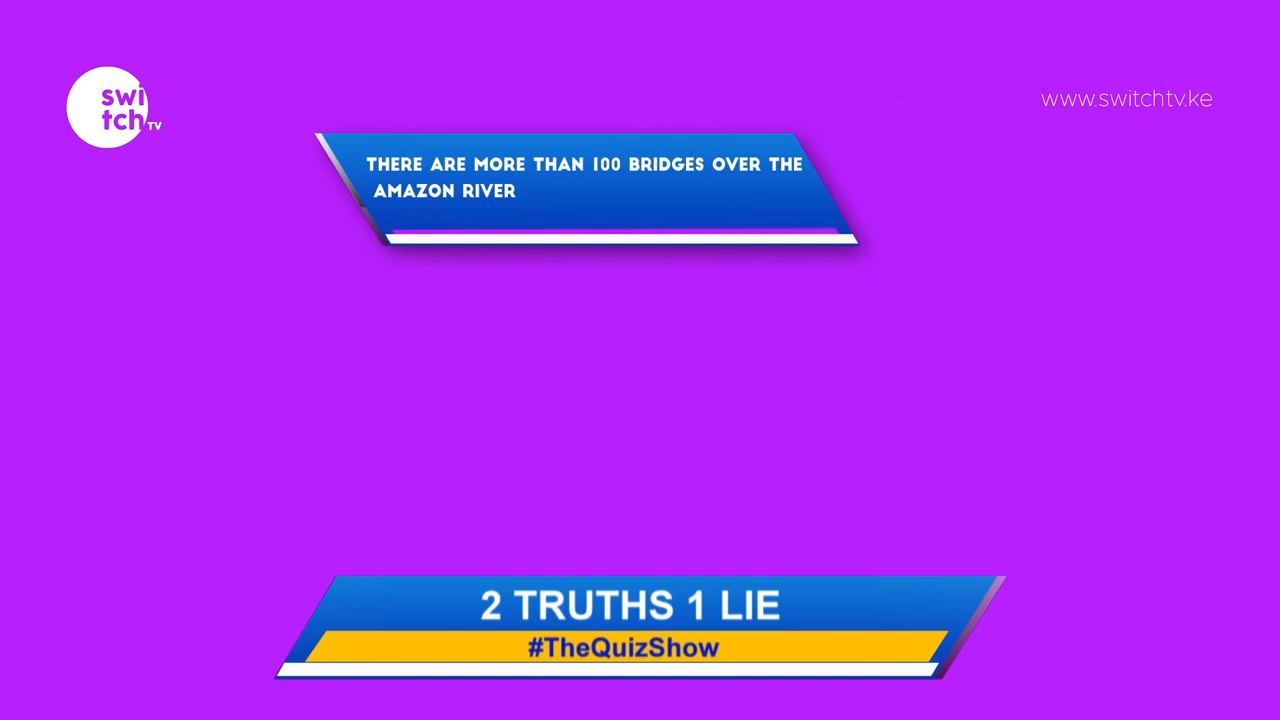 swi
tch TV
www.switchtv.ke
THERE ARE MORE THAN 100 BRIDGES OVER THE
AMAZON RIVER
2 TRUTHS 1 LIE
#TheQuizShow